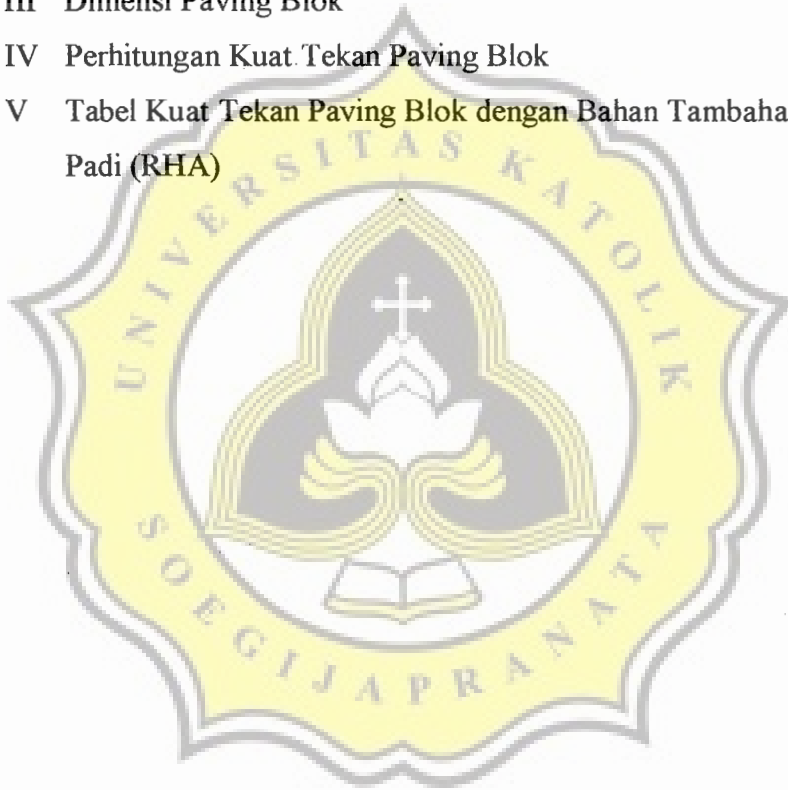 III Dimensi Paving Blok
IV Perhitungan Kuat Tekan Paving Blok
V Tabel Kuat Tekan Paving Blok dengan Bahan Tambaha
Padi (RHA)
UNIVERSITAS KATOLIK
SOEGIJAPRANATA